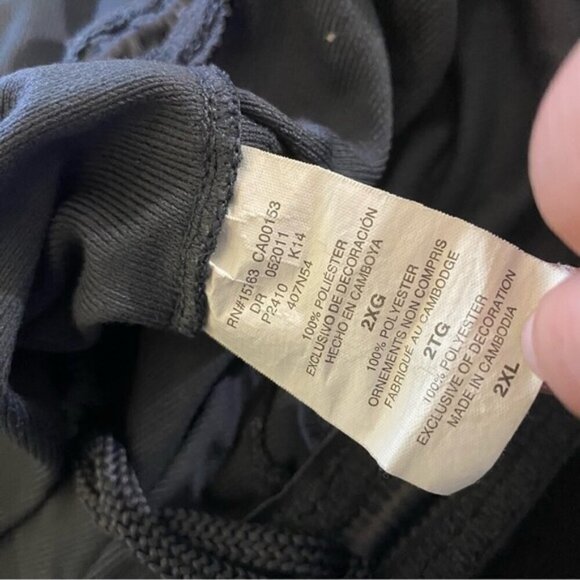 RN#15763 CA00153
DR 052011
P2410 K14
407N54
100% POLIÉSTER
EXCLUSIVO DE DECORACIÓN
HECHO EN CAMBOYA
2XG
100% POLYESTER
ORNEMENTS NON COMPRIS
FABRIQUÉ AU CAMBODGE
2TG
100% POLYESTER
EXCLUSIVE OF DECORATION
MADE IN CAMBODIA
2XL